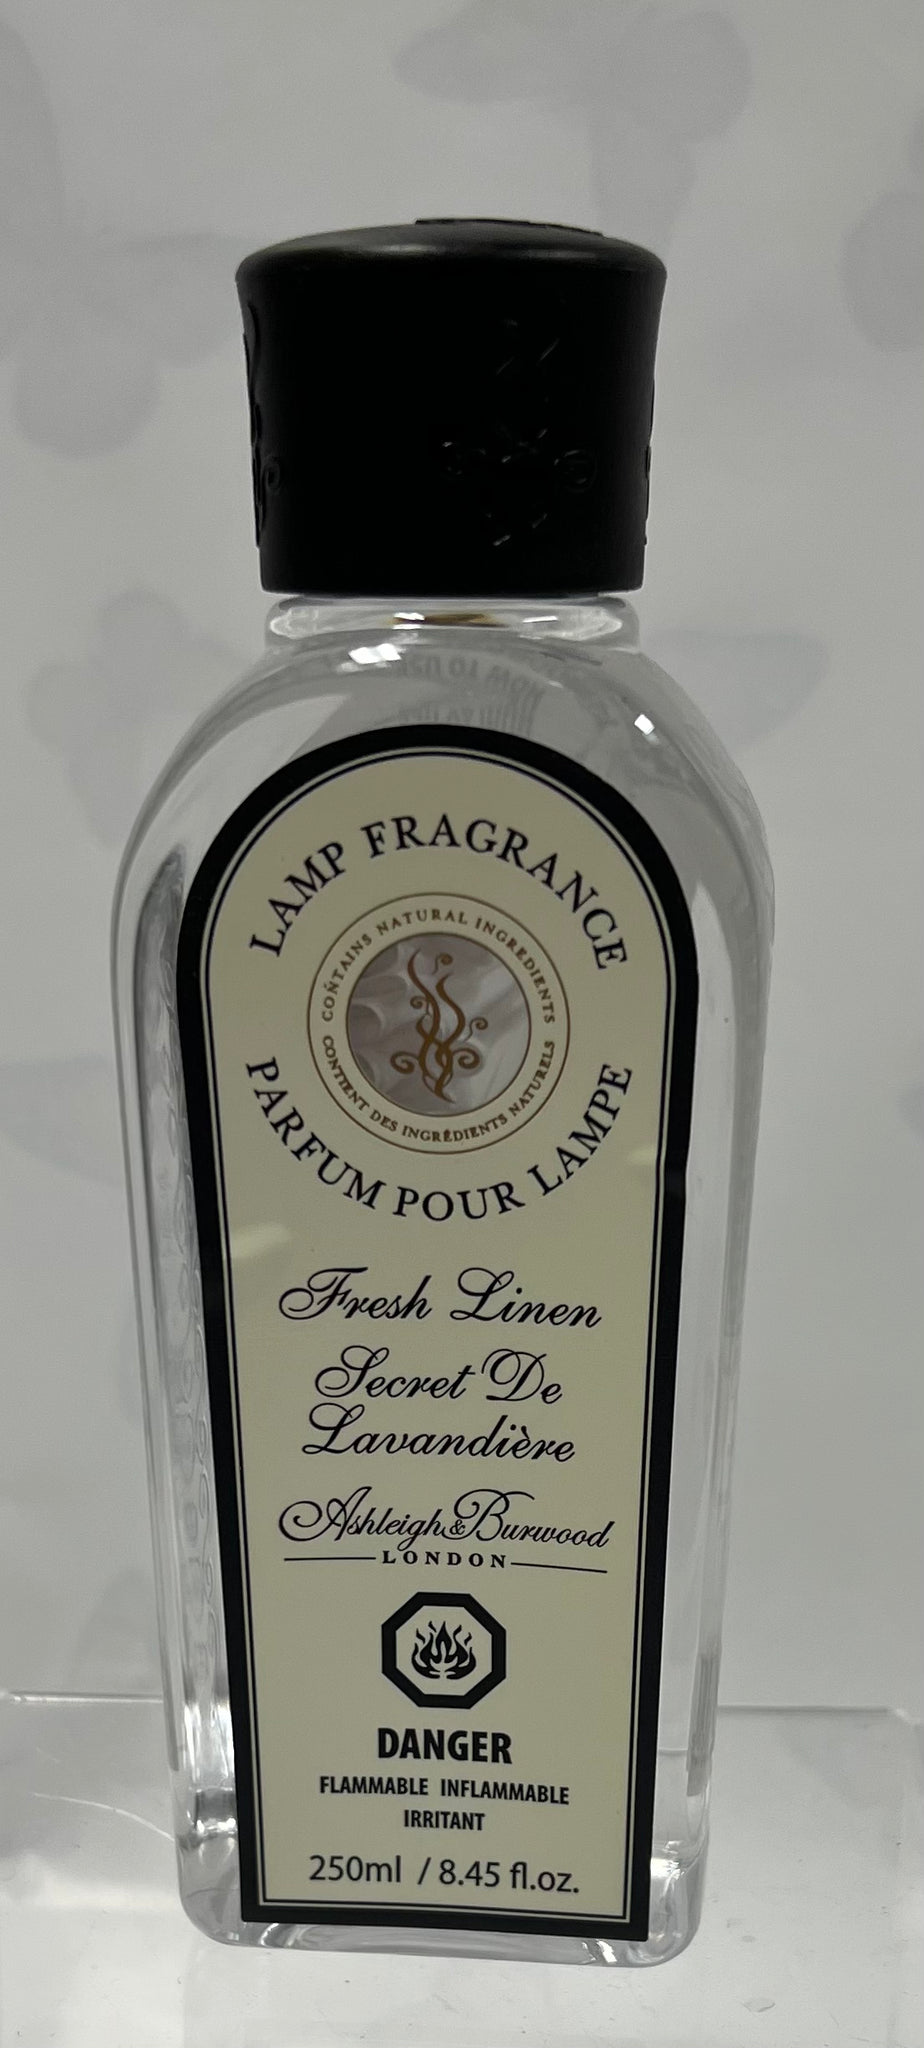 LAMP FRAGRANCE
CONTAINS NATURAL INGREDIENTS
CONTIENT DES INGRÉDIENTS NATURELS
PARFUM POUR LAMPE
Fresh Linen
Secret De
Lavandière
Ashleigh & Burwood
LONDON
DANGER
FLAMMABLE INFLAMMABLE
IRRITANT
250ml / 8.45 fl.oz.